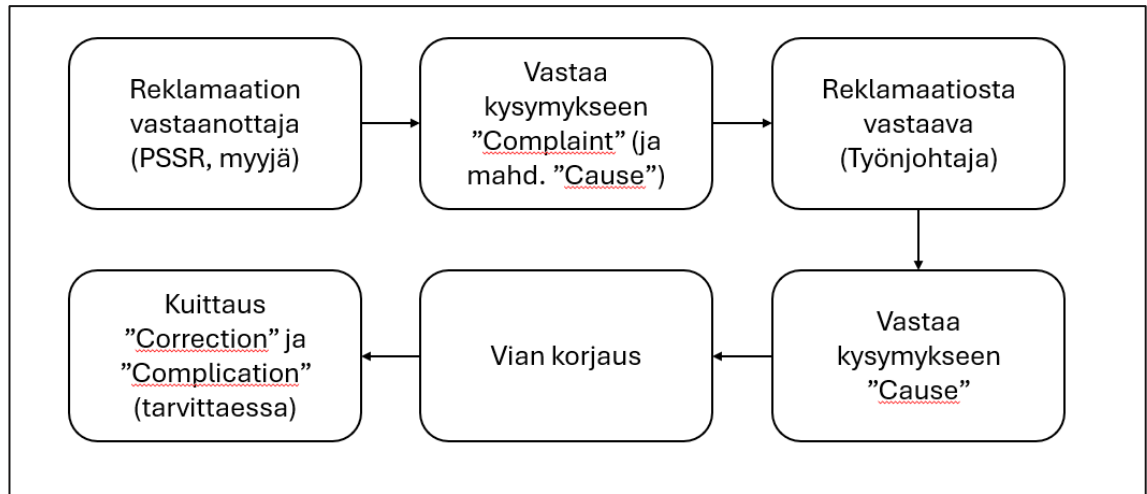 Reklamaation
vastaanottaja
(PSSR, myyjä)
Vastaa
kysymykseen
”Complaint” (ja
mahd. ”Cause”)
Reklamaatiosta
vastaava
(Työnjohtaja)
Vastaa
kysymykseen
”Cause”
Vian korjaus
Kuittaus
”Correction” ja
”Complication”
(tarvittaessa)